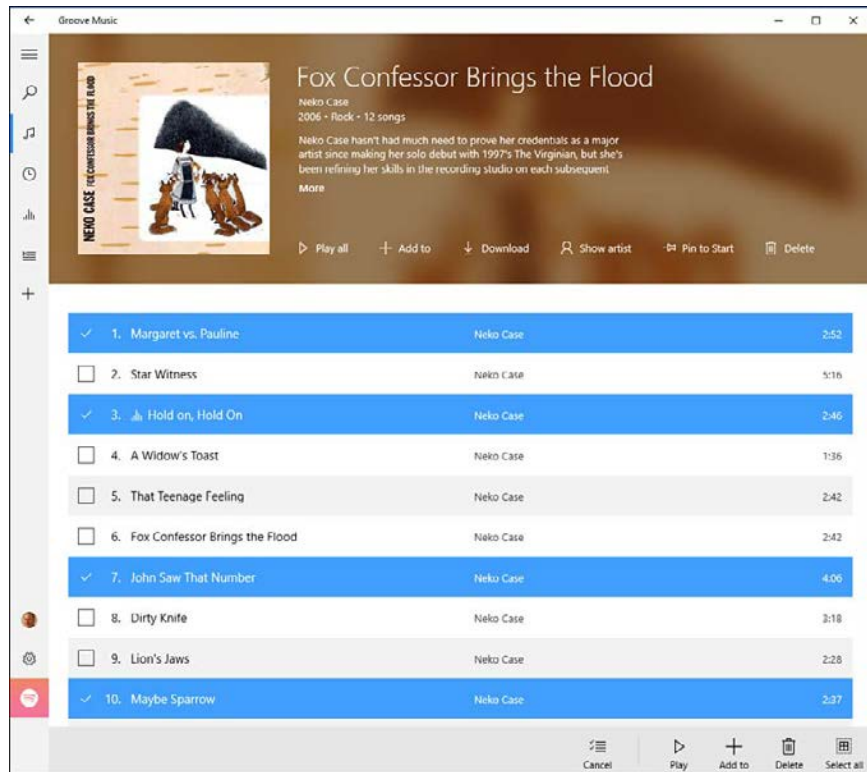 Groove Music
NEKO CASE FOX CONFESSOR BRINGS THE FLOOD
Fox Confessor Brings the Flood
Neko Case
2006 • Rock • 12 songs
Neko Case hasn't had much need to prove her credentials as a major
artist since making her solo debut with 1997's The Virginian, but she's
been refining her skills in the recording studio on each subsequent
More
Play all Add to Download Show artist Pin to Start Delete
1. Margaret vs. Pauline Neko Case 2:52
2. Star Witness Neko Case 5:16
3. Hold on, Hold On Neko Case 2:46
4. A Widow's Toast Neko Case 1:36
5. That Teenage Feeling Neko Case 2:42
6. Fox Confessor Brings the Flood Neko Case 2:42
7. John Saw That Number Neko Case 4:06
8. Dirty Knife Neko Case 3:18
9. Lion's Jaws Neko Case 2:28
10. Maybe Sparrow Neko Case 2:37
Cancel Play Add to Delete Select all